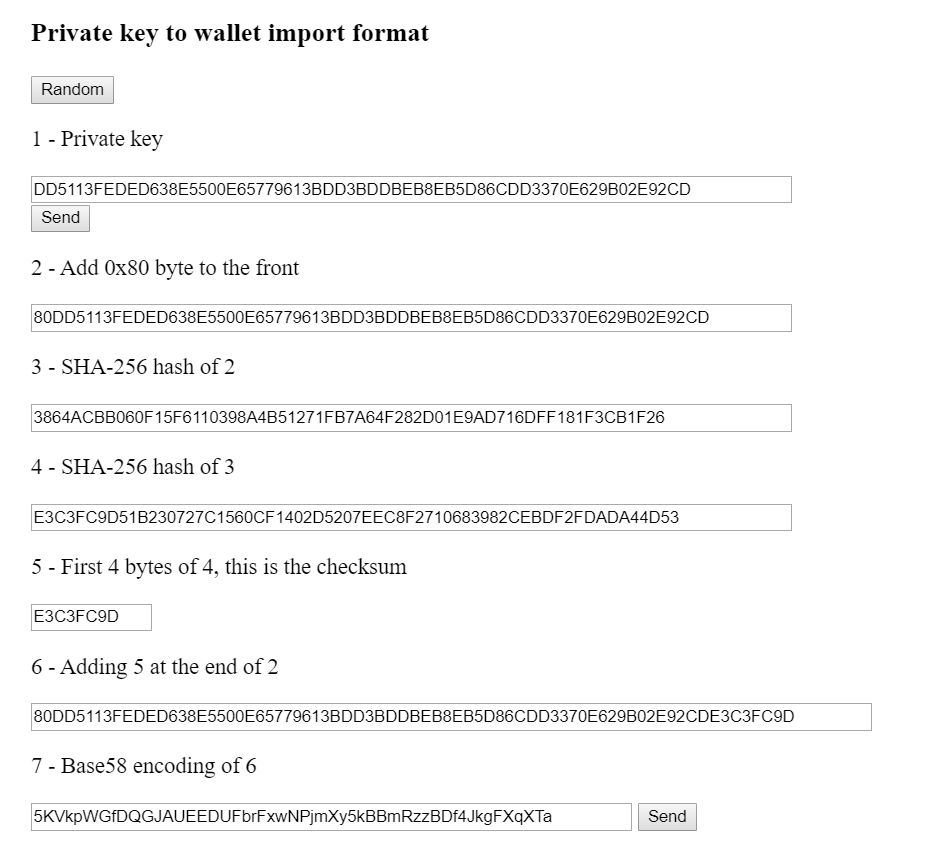 Private key to wallet import format
Random
1 - Private key
DD5113FEDED638E5500E65779613BDD3BDDBEB8EB5D86CDD3370E629B02E92CD
Send
2 - Add 0x80 byte to the front
80DD5113FEDED638E5500E65779613BDD3BDDBEB8EB5D86CDD3370E629B02E92CD
3 - SHA-256 hash of 2
3864ACBB060F15F6110398A4B51271FB7A64F282D01E9AD716DFF181F3CB1F26
4 - SHA-256 hash of 3
E3C3FC9D51B230727C1560CF1402D5207EEC8F2710683982CEBDF2FDADA44D53
5 - First 4 bytes of 4, this is the checksum
E3C3FC9D
6 - Adding 5 at the end of 2
80DD5113FEDED638E5500E65779613BDD3BDDBEB8EB5D86CDD3370E629B02E92CDE3C3FC9D
7 - Base58 encoding of 6
5KVkpWGfDQGJAUEEDUFbrFxwNPjmXy5kBBmRzzBDf4JkgFXqXTa
Send